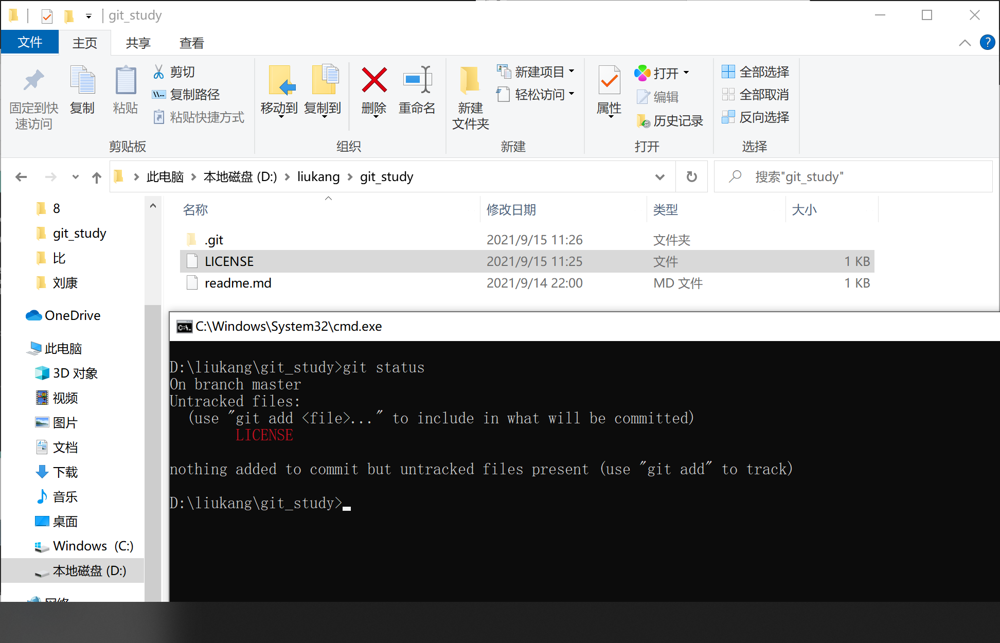 git_study
文件 主页 共享 查看
固定到快速访问
复制
粘贴
剪切
复制路径
粘贴快捷方式
剪贴板
移动到
复制到
删除
重命名
组织
新建文件夹
新建项目
轻松访问
新建
属性
打开
编辑
历史记录
打开
全部选择
全部取消
反向选择
选择
此电脑 > 本地磁盘 (D:) > liukang > git_study
搜索"git_study"
8
git_study
比
刘康
OneDrive
此电脑
3D 对象
视频
图片
文档
下载
音乐
桌面
Windows (C:)
本地磁盘 (D:)
网络
名称 修改日期 类型 大小
.git 2021/9/15 11:26 文件夹
LICENSE 2021/9/15 11:25 文件 1 KB
readme.md 2021/9/14 22:00 MD 文件 1 KB
C:\Windows\System32\cmd.exe
D:\liukang\git_study>git status
On branch master
Untracked files:
(use "git add <file>..." to include in what will be committed)
LICENSE
nothing added to commit but untracked files present (use "git add" to track)
D:\liukang\git_study>